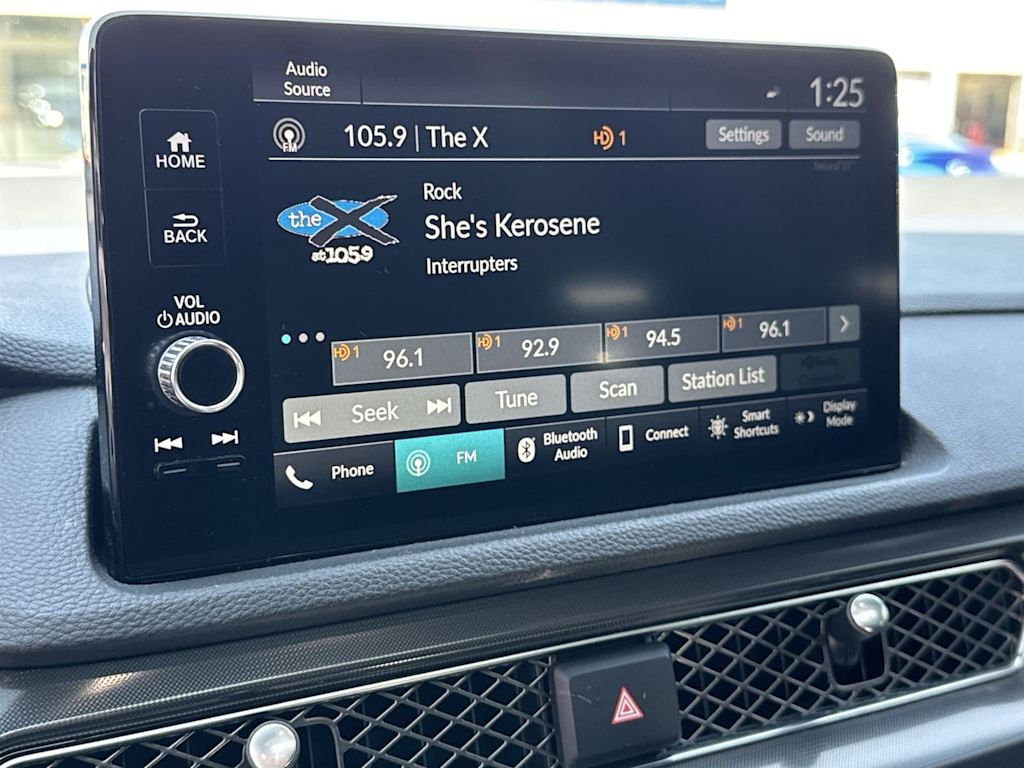 Audio
Source
1:25
HOME
FM
105.9 | The X
HD 1
Settings
Sound
BACK
the X
at 105.9
Rock
She's Kerosene
Interrupters
VOL
AUDIO
HD 1
96.1
HD 1
92.9
HD 1
94.5
HD 1
96.1
Seek
Tune
Scan
Station List
Phone
FM
Bluetooth
Audio
Connect
Smart
Shortcuts
Display
Mode